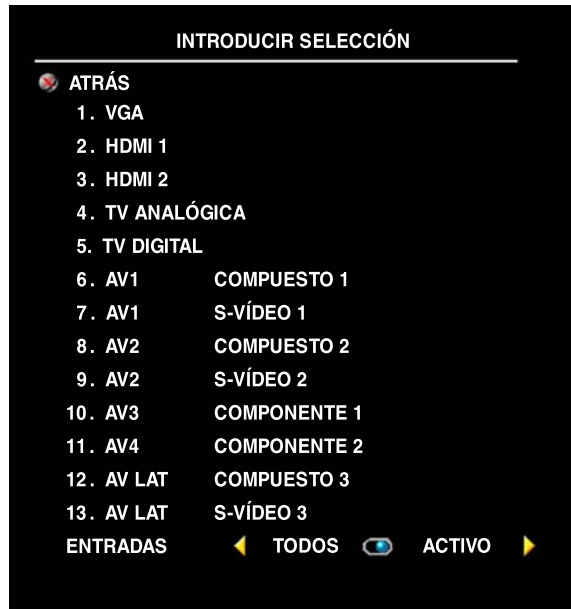 INTRODUCIR SELECCIÓN
ATRÁS
1. VGA
2. HDMI 1
3. HDMI 2
4. TV ANALÓGICA
5. TV DIGITAL
6. AV1 COMPUESTO 1
7. AV1 S-VÍDEO 1
8. AV2 COMPUESTO 2
9. AV2 S-VÍDEO 2
10. AV3 COMPONENTE 1
11. AV4 COMPONENTE 2
12. AV LAT COMPUESTO 3
13. AV LAT S-VÍDEO 3
ENTRADAS TODOS ACTIVO